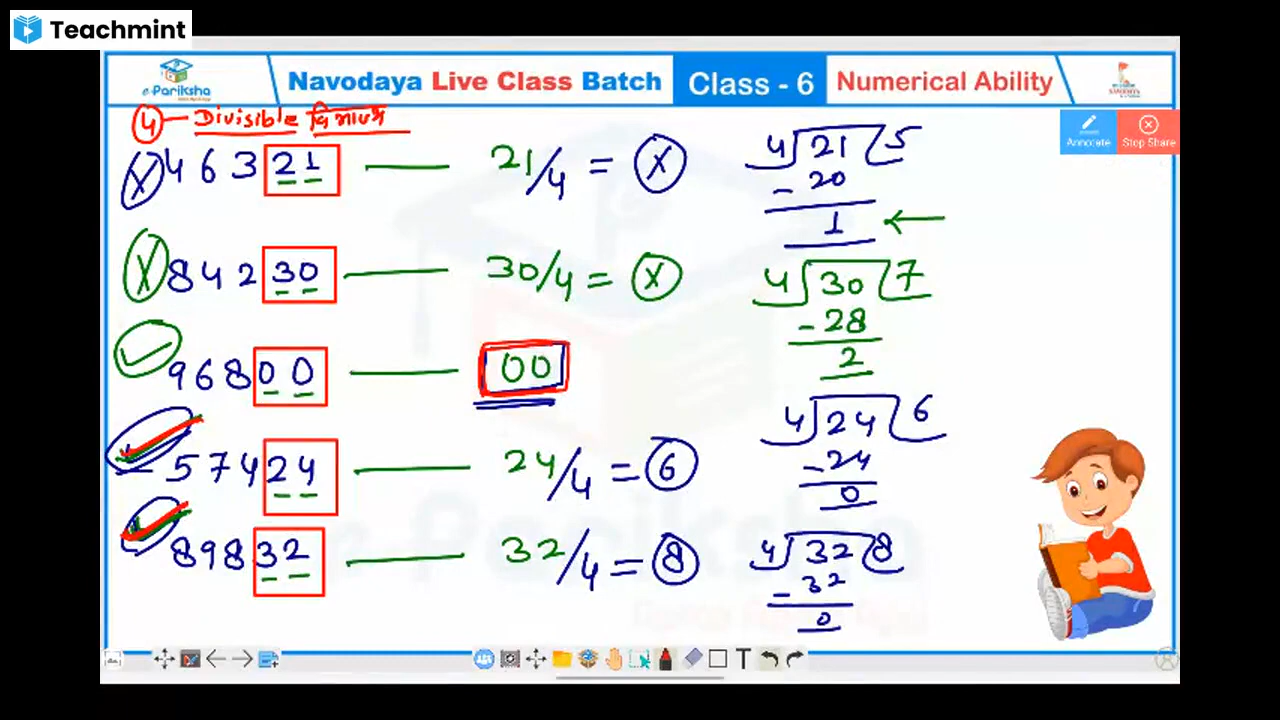 Teachmint
e-Pariksha
Navodaya Live Class Batch
Class - 6
Numerical Ability
Annotate
Stop Share
4 — Divisible
X 46321 — 21/4 = X
4 21 5
- 20
1
X 84230 — 30/4 = X
4 30 7
- 28
2
96800 — 00
57424 — 24/4 = 6
4 24 6
- 24
0
89832 — 32/4 = 8
4 32 8
- 32
0
e-Pariksha
T